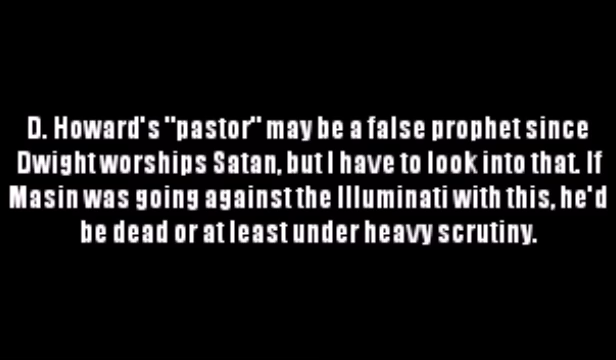 D. Howard's "pastor" may be a false prophet since
Dwight worships Satan, but I have to look into that. If
Masin was going against the Illuminati with this, he'd
be dead or at least under heavy scrutiny.